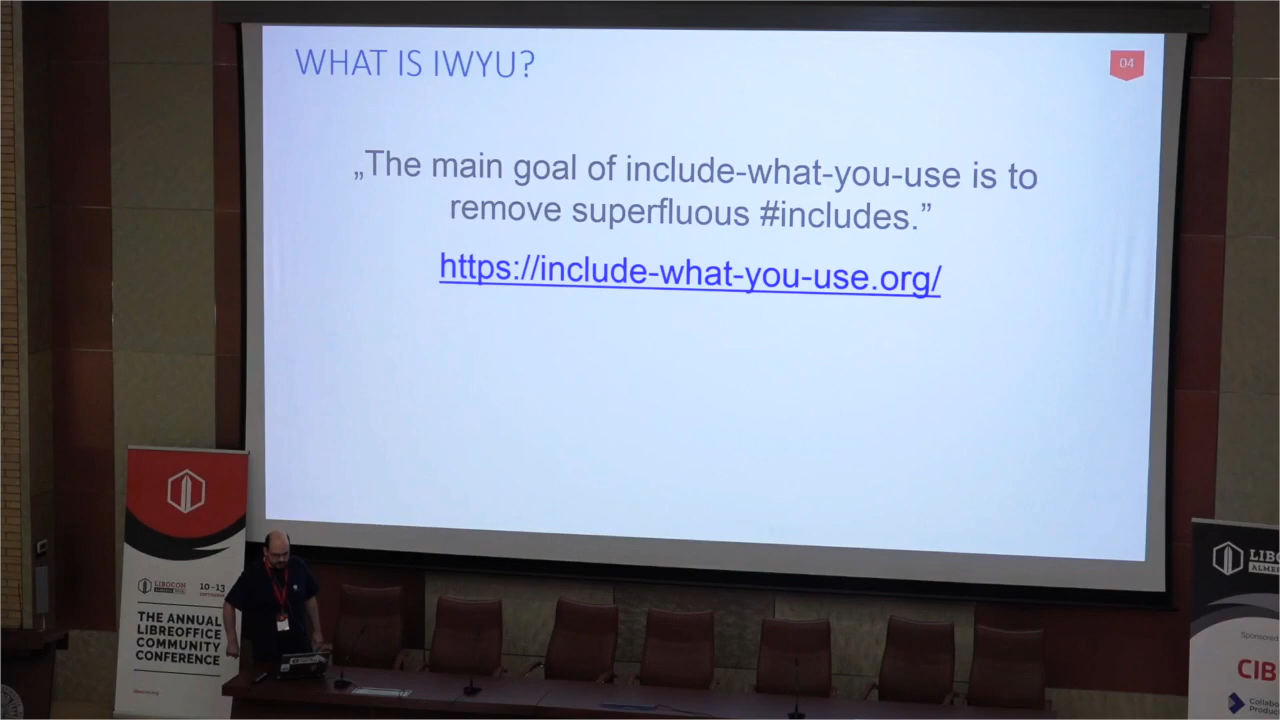 WHAT IS IWYU?
04
„The main goal of include-what-you-use is to
remove superfluous #includes.”
https://include-what-you-use.org/
LIBOCON
10-13
THE ANNUAL
LIBREOFFICE
COMMUNITY
CONFERENCE
Sponsored
CIB